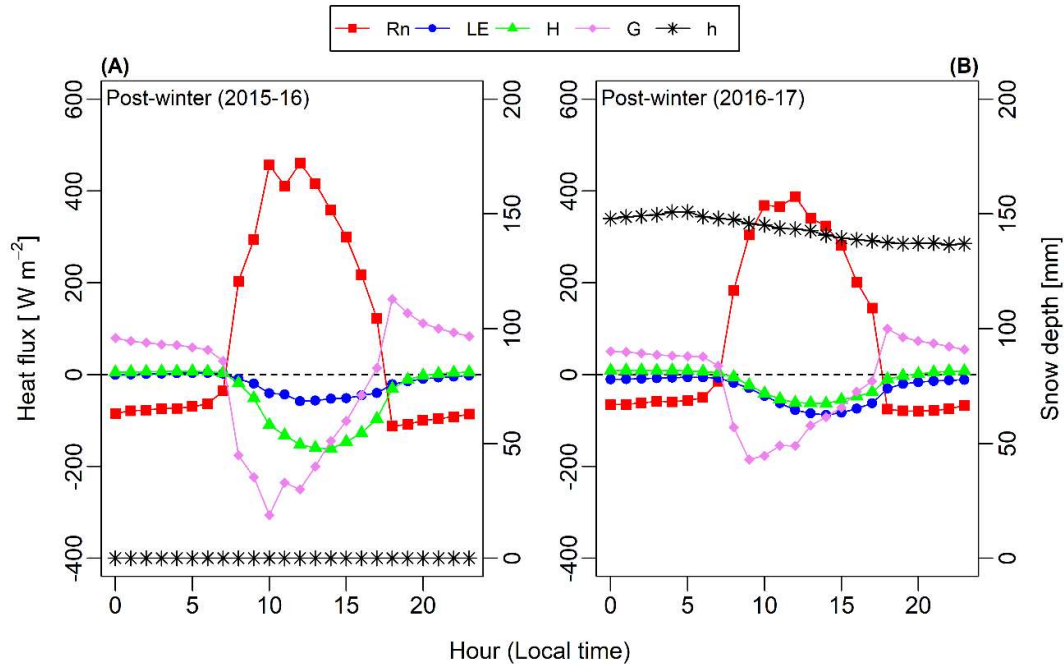 Rn LE H G h
(A) (B)
Post-winter (2015-16) Post-winter (2016-17)
600 200 600 200
400 150 400 150
200 100 200 100
0 0
-200 50 -200 50
-400 0 -400 0
Heat flux [ W m⁻²]
Snow depth [mm]
0 5 10 15 20 0 5 10 15 20
Hour (Local time)